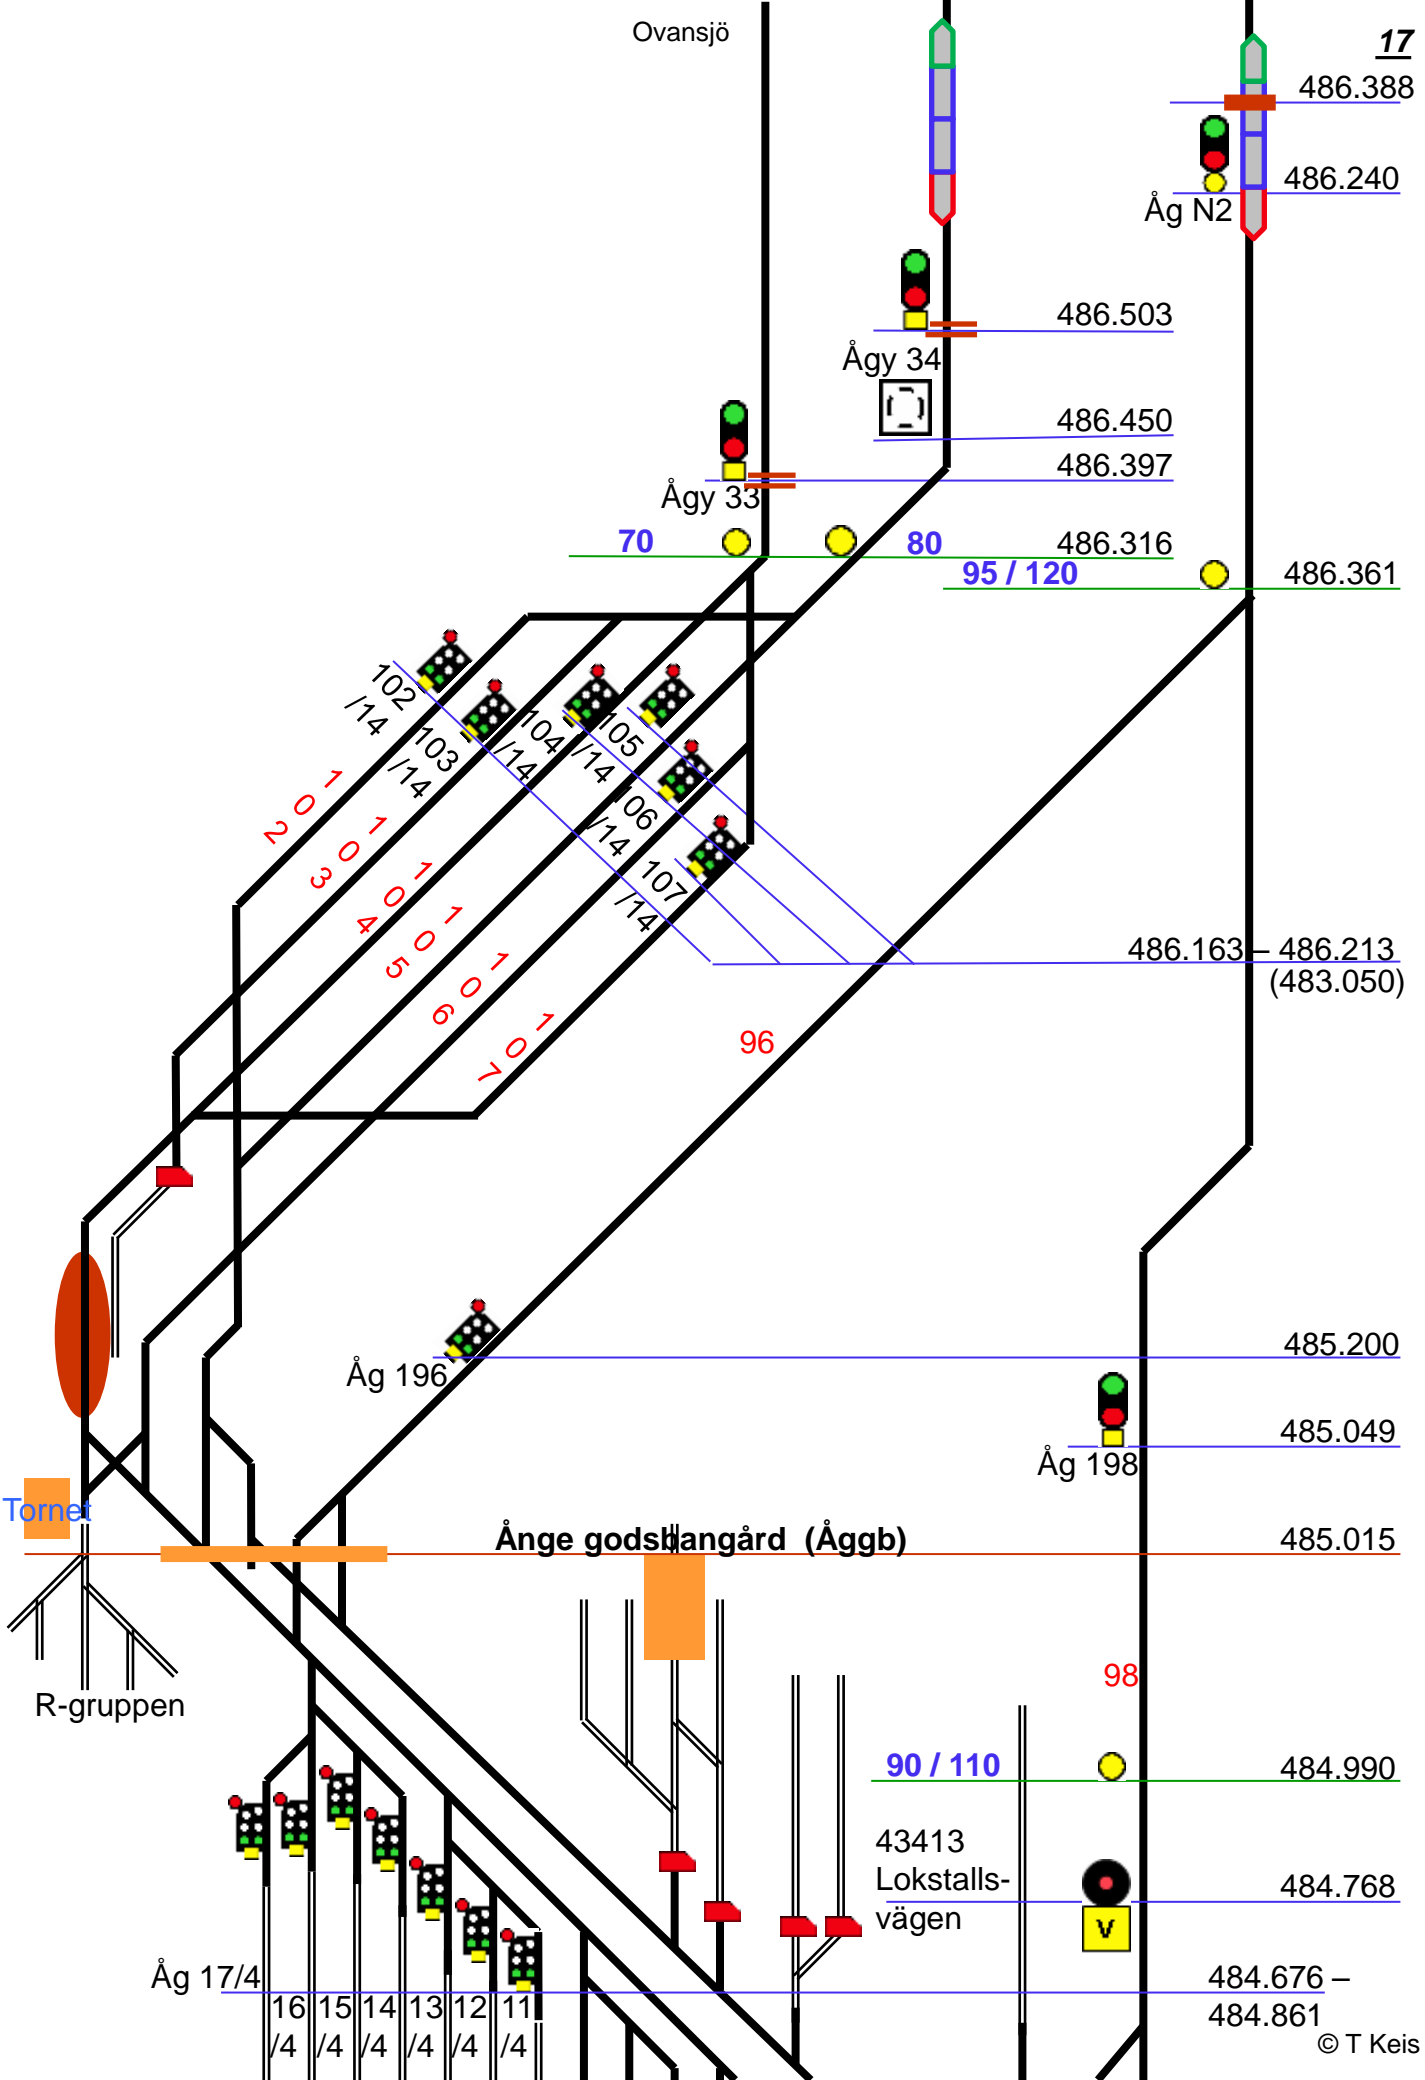 Ovansjö
17
486.388
486.240
Åg N2
486.503
Ågy 34
486.450
486.397
Ågy 33
70
80
486.316
95 / 120
486.361
102
/14
103
/14
104
/14
105
/14
106
/14
107
/14
102
103
104
105
106
107
486.163 – 486.213
(483.050)
96
485.200
Åg 196
485.049
Åg 198
Tornet
Ånge godsbangård (Åggb)
485.015
98
R-gruppen
90 / 110
484.990
43413
Lokstalls-
vägen
484.768
V
Åg 17/4
484.676 –
484.861
16 15 14 13 12 11
/4 /4 /4 /4 /4 /4
© T Keis